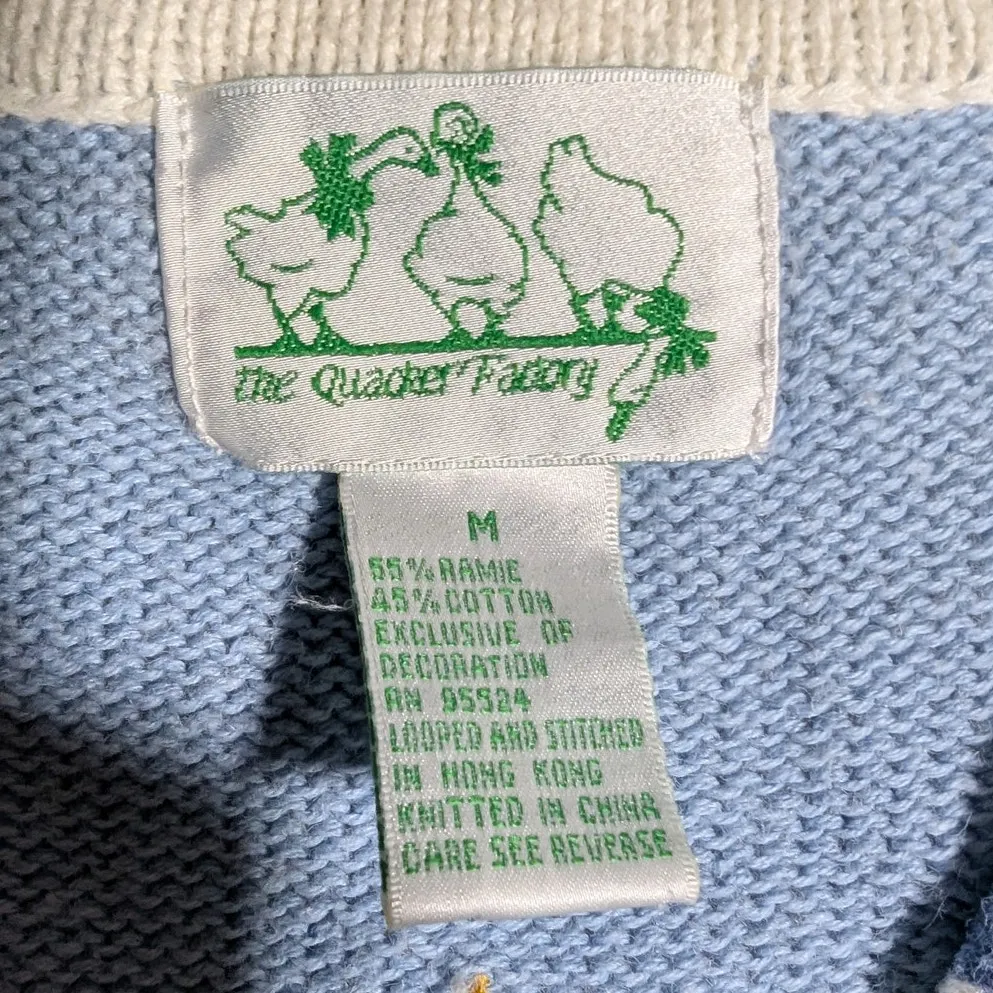 the Quacker Factory
M
55% RAMIE
45% COTTON
EXCLUSIVE OF
DECORATION
RN 95524
LOOPED AND STITCHED
IN HONG KONG
KNITTED IN CHINA
CARE SEE REVERSE